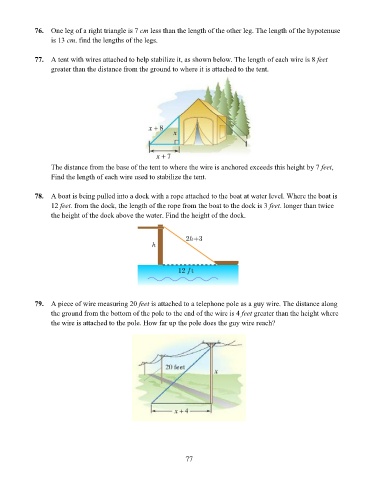 76. One leg of a right triangle is 7 cm less than the length of the other leg. The length of the hypotenuse
is 13 cm. find the lengths of the legs.
77. A tent with wires attached to help stabilize it, as shown below. The length of each wire is 8 feet
greater than the distance from the ground to where it is attached to the tent.
x + 8
x
x + 7
The distance from the base of the tent to where the wire is anchored exceeds this height by 7 feet,
Find the length of each wire used to stabilize the tent.
78. A boat is being pulled into a dock with a rope attached to the boat at water level. Where the boat is
12 feet. from the dock, the length of the rope from the boat to the dock is 3 feet. longer than twice
the height of the dock above the water. Find the height of the dock.
2h+3
h
12 ft
79. A piece of wire measuring 20 feet is attached to a telephone pole as a guy wire. The distance along
the ground from the bottom of the pole to the end of the wire is 4 feet greater than the height where
the wire is attached to the pole. How far up the pole does the guy wire reach?
20 feet
x
x + 4
77